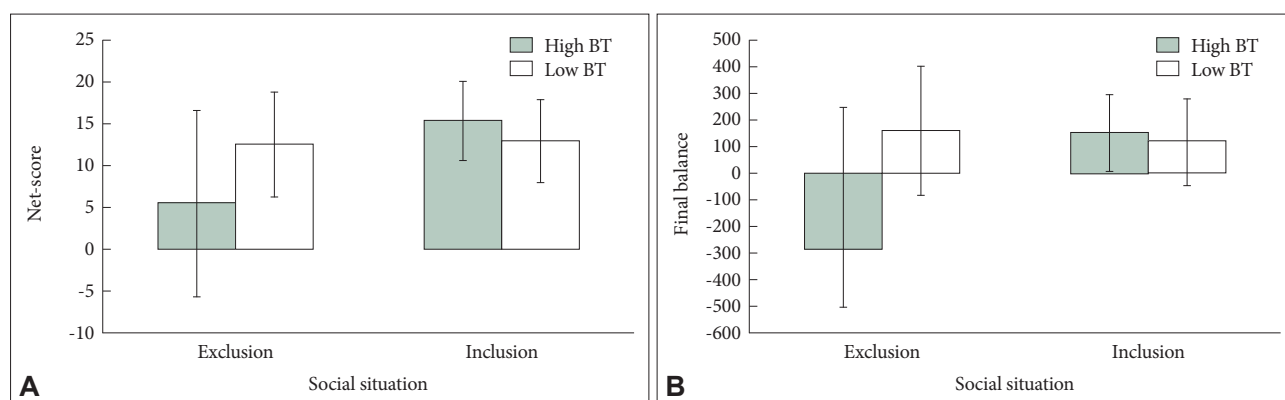 25
20
15
10
5
0
-5
-10
Net-score
High BT
Low BT
Exclusion
Inclusion
Social situation
A
500
400
300
200
100
0
-100
-200
-300
-400
-500
-600
Final balance
High BT
Low BT
Exclusion
Inclusion
Social situation
B